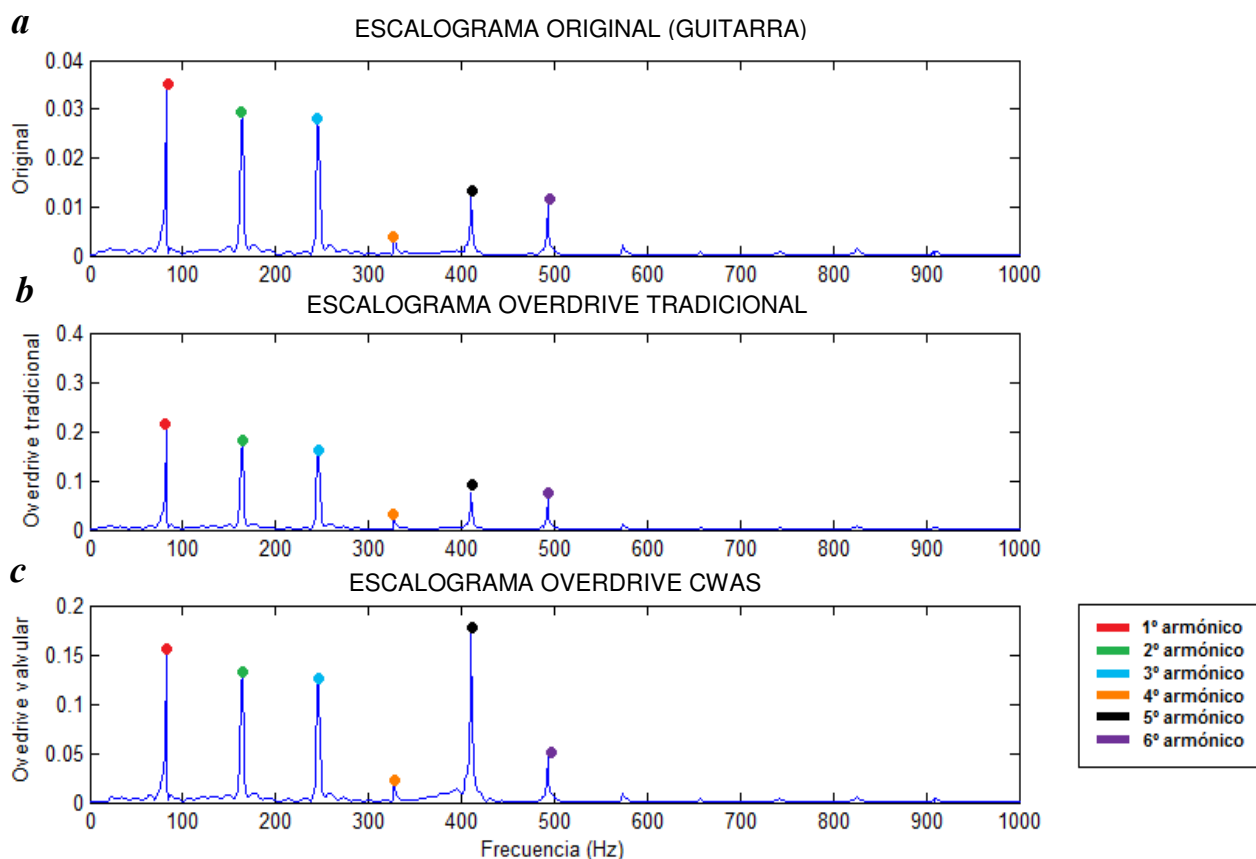 a
ESCALOGRAMA ORIGINAL (GUITARRA)
Original
0.04
0.03
0.02
0.01
0
0 100 200 300 400 500 600 700 800 900 1000
b
ESCALOGRAMA OVERDRIVE TRADICIONAL
Overdrive tradicional
0.4
0.3
0.2
0.1
0
0 100 200 300 400 500 600 700 800 900 1000
c
ESCALOGRAMA OVERDRIVE CWAS
Ovedrive valvular
0.2
0.15
0.1
0.05
0
0 100 200 300 400 500 600 700 800 900 1000
Frecuencia (Hz)
1º armónico
2º armónico
3º armónico
4º armónico
5º armónico
6º armónico